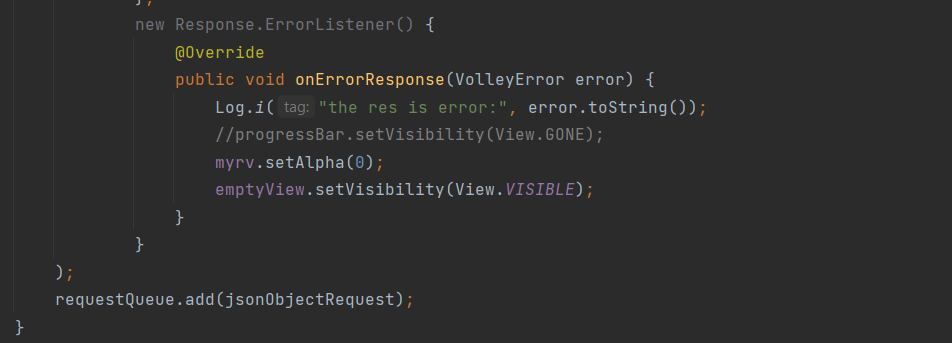 };
new Response.ErrorListener() {
@Override
public void onErrorResponse(VolleyError error) {
Log.i( tag: "the res is error:", error.toString());
//progressBar.setVisibility(View.GONE);
myrv.setAlpha(0);
emptyView.setVisibility(View.VISIBLE);
}
}
);
requestQueue.add(jsonObjectRequest);
}